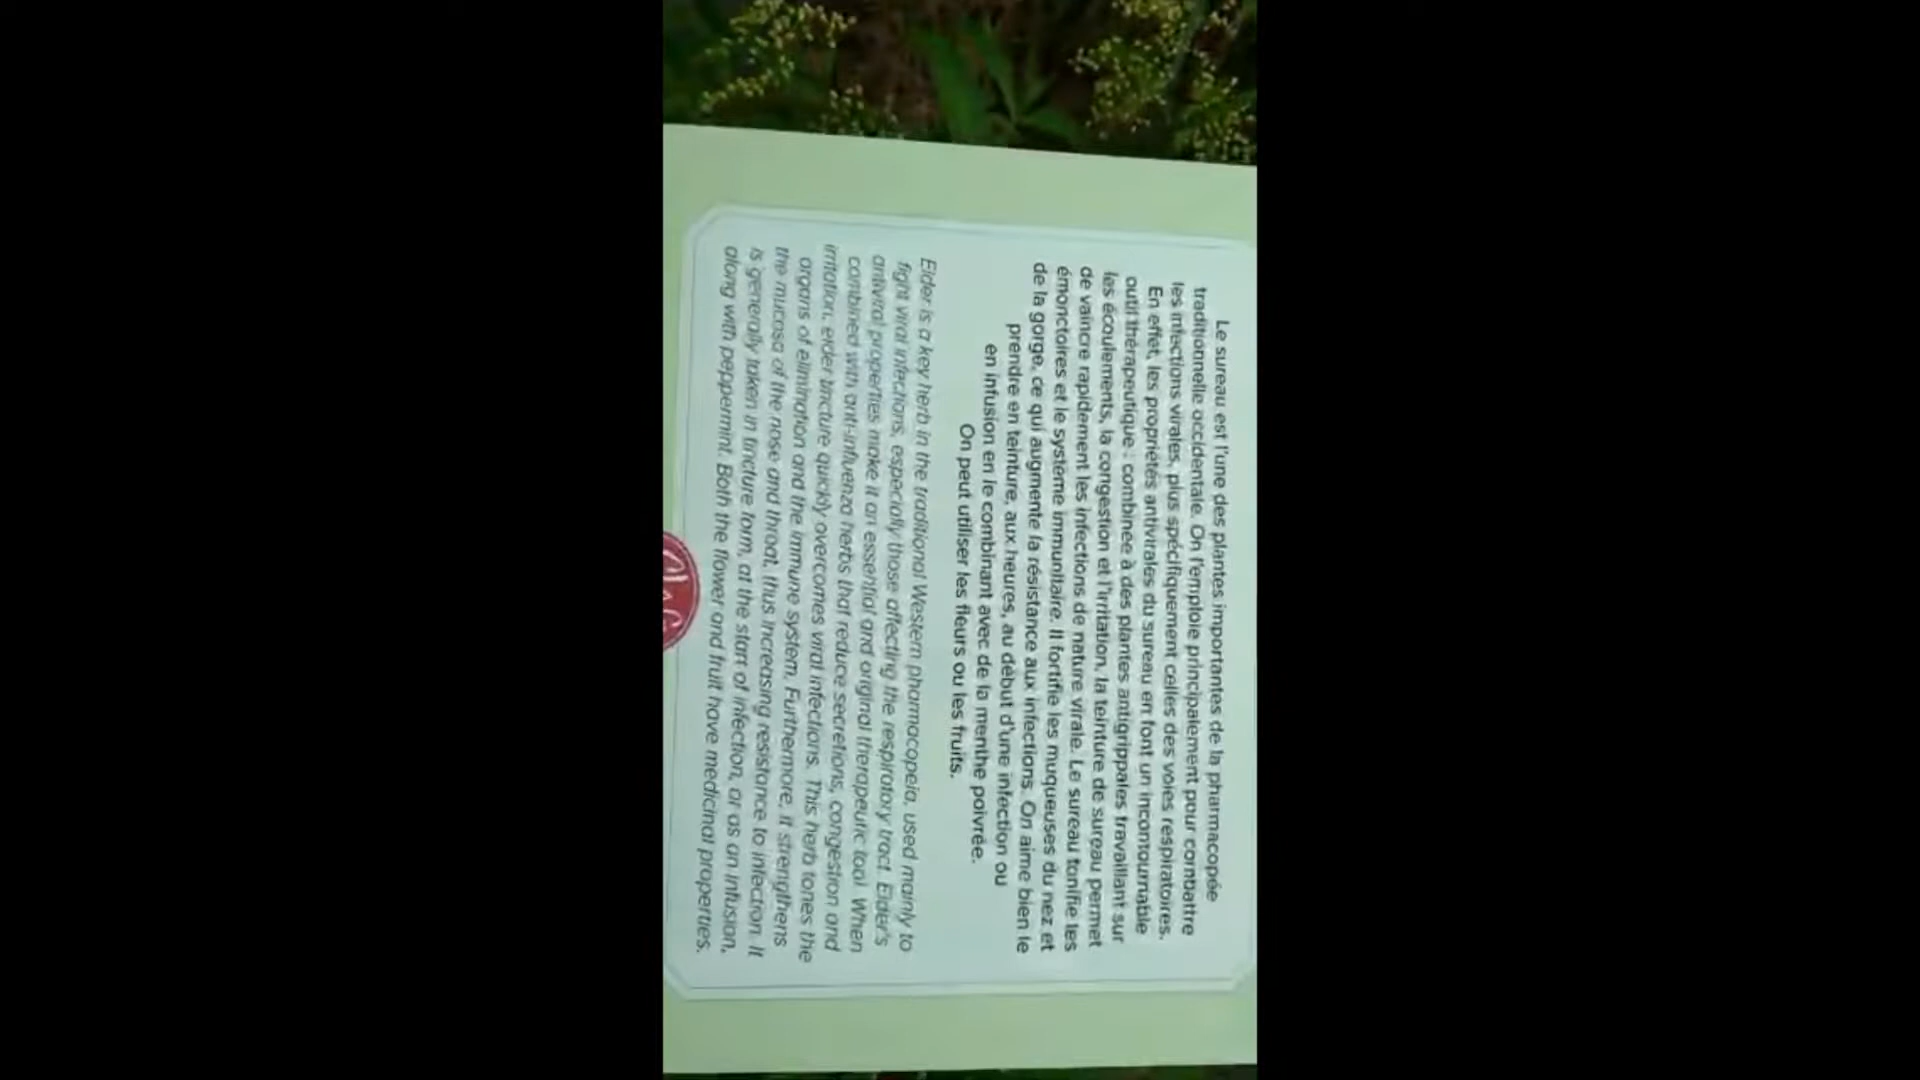 Le sureau est l'une des plantes importantes de la pharmacopée
traditionnelle occidentale. On l'emploie principalement pour combattre
les infections virales, plus spécifiquement celles des voies respiratoires.
En effet, les propriétés antivirales du sureau en font un incontournable
outil thérapeutique : combinée à des plantes antigrippales travaillant sur
les écoulements, la congestion et l'irritation, la teinture de sureau permet
de vaincre rapidement les infections de nature virale. Le sureau tonifie les
émonctoires et le système immunitaire. Il fortifie les muqueuses du nez et
de la gorge, ce qui augmente la résistance aux infections. On aime bien le
prendre en teinture, aux heures, au début d'une infection ou
en infusion en le combinant avec de la menthe poivrée.
On peut utiliser les fleurs ou les fruits.
Elder is a key herb in the traditional Western pharmacopeia, used mainly to
fight viral infections, especially those affecting the respiratory tract. Elder's
antiviral properties make it an essential and original therapeutic tool. When
combined with anti-influenza herbs that reduce secretions, congestion and
irritation, elder tincture quickly overcomes viral infections. This herb tones the
organs of elimination and the immune system. Furthermore, it strengthens
the mucosa of the nose and throat, thus increasing resistance to infection. It
is generally taken in tincture form, at the start of infection, or as an infusion,
along with peppermint. Both the flower and fruit have medicinal properties.